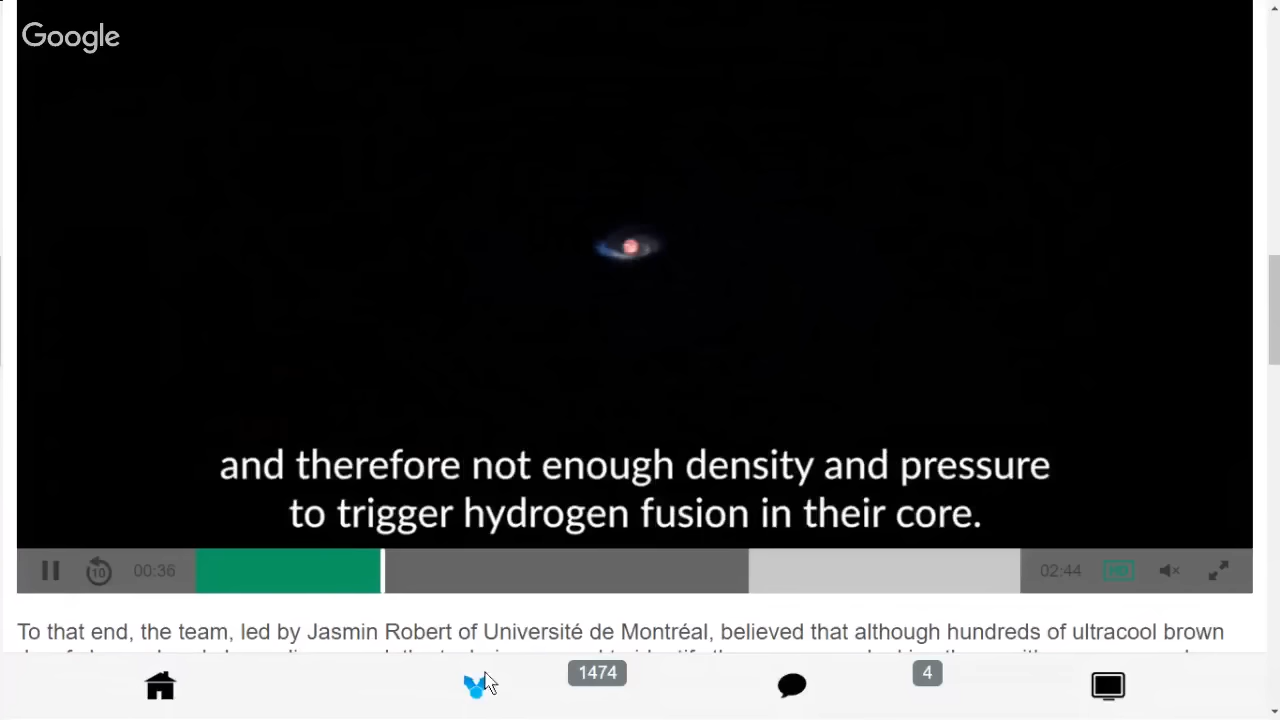 Google
and therefore not enough density and pressure
to trigger hydrogen fusion in their core.
10
00:36
02:44
HD
To that end, the team, led by Jasmin Robert of Université de Montréal, believed that although hundreds of ultracool brown
1474
4